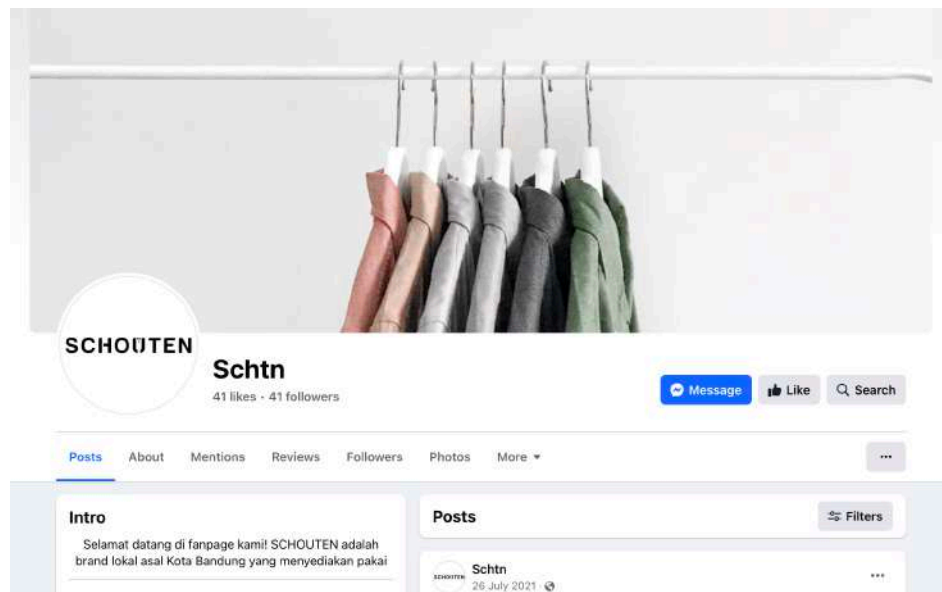 SCHOUTEN
Schtn
41 likes · 41 followers
Message
Like
Search
Posts
About
Mentions
Reviews
Followers
Photos
More
Intro
Selamat datang di fanpage kami! SCHOUTEN adalah
brand lokal asal Kota Bandung yang menyediakan pakai
Posts
Filters
SCHOUTEN
Schtn
26 July 2021